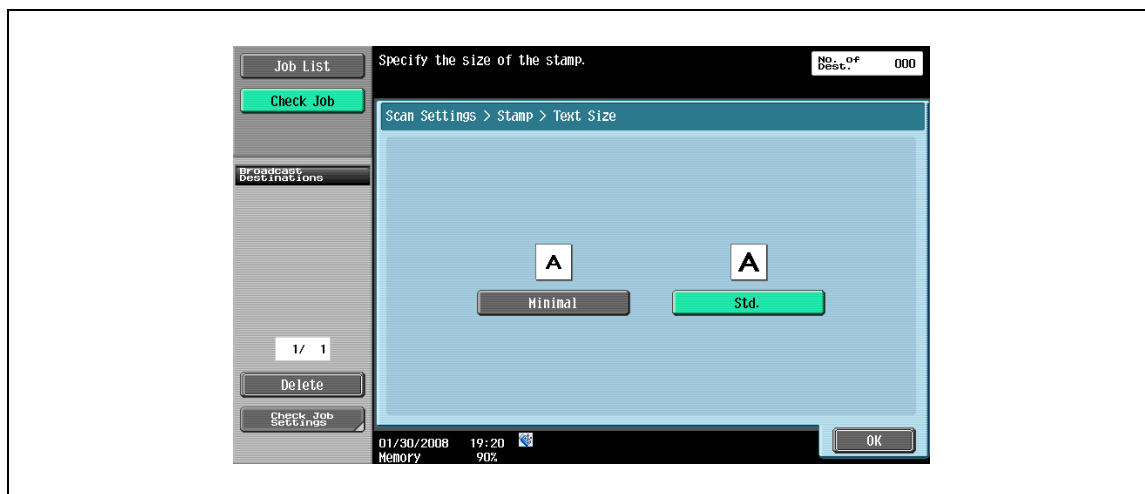 Job List
Check Job
Specify the size of the stamp.
No. of
Dest.
000
Scan Settings > Stamp > Text Size
Broadcast
Destinations
A
A
Minimal
Std.
1/ 1
Delete
Check Job
Settings
01/30/2008 19:20
Memory 90%
OK